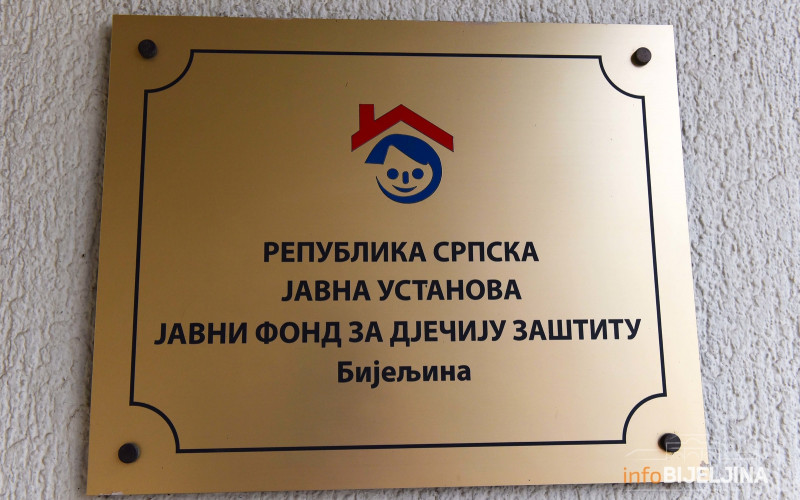 РЕПУБЛИКА СРПСКА
ЈАВНА УСТАНОВА
ЈАВНИ ФОНД ЗА ДЈЕЧИЈУ ЗАШТИТУ
Бијељина
infoBIJELJINA